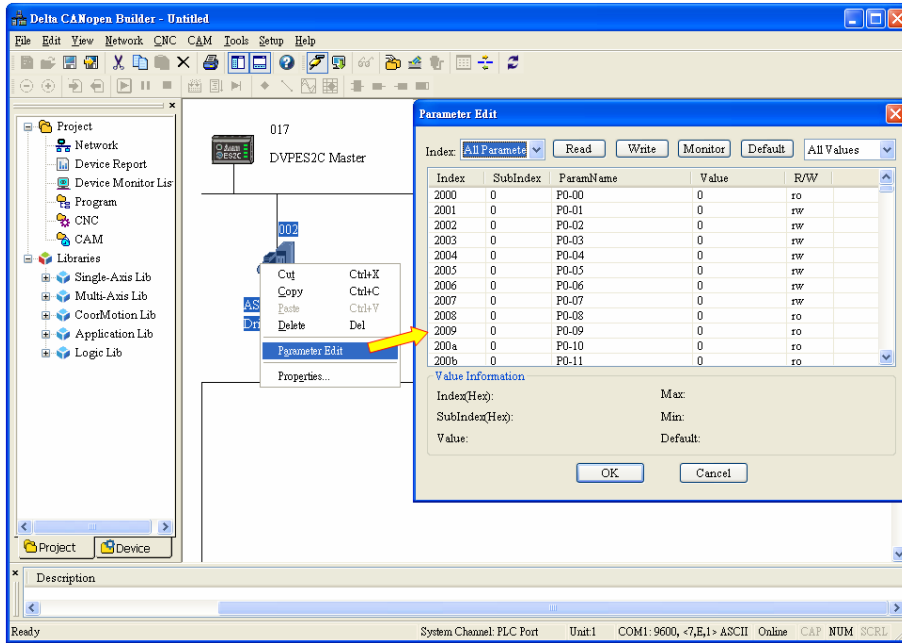 Delta CANopen Builder - Untitled
File Edit View Network CNC CAM Tools Setup Help
Project
Network
Device Report
Device Monitor Lis
Program
CNC
CAM
Libraries
Single-Axis Lib
Multi-Axis Lib
CoorMotion Lib
Application Lib
Logic Lib
Project Device
017
DVPES2C Master
ES2C
002
AS
Dri
Cut Ctrl+X
Copy Ctrl+C
Paste Ctrl+V
Delete Del
Parameter Edit
Properties...
Parameter Edit
Index: All Paramete Read Write Monitor Default All Values
Index SubIndex ParamName Value R/W
2000 0 P0-00 0 ro
2001 0 P0-01 0 rw
2002 0 P0-02 0 rw
2003 0 P0-03 0 rw
2004 0 P0-04 0 rw
2005 0 P0-05 0 rw
2006 0 P0-06 0 rw
2007 0 P0-07 0 rw
2008 0 P0-08 0 ro
2009 0 P0-09 0 ro
200a 0 P0-10 0 ro
200b 0 P0-11 0 ro
Value Information
Index(Hex): Max:
SubIndex(Hex): Min:
Value: Default:
OK Cancel
Description
Ready System Channel: PLC Port Unit:1 COM1: 9600, <7,E,1> ASCII Online CAP NUM SCRL